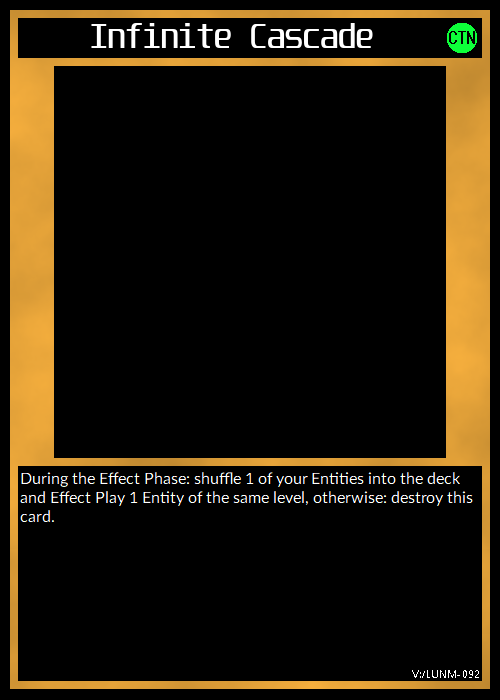 Infinite Cascade
CTN
During the Effect Phase: shuffle 1 of your Entities into the deck
and Effect Play 1 Entity of the same level, otherwise: destroy this
card.
V:/LUNM-092